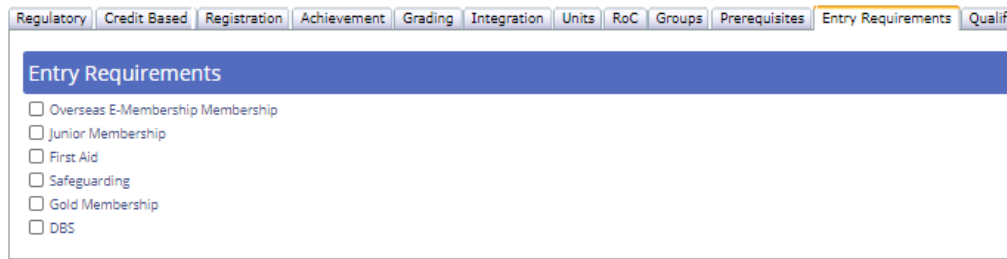 Regulatory Credit Based Registration Achievement Grading Integration Units RoC Groups Prerequisites Entry Requirements Qualif
Entry Requirements
Overseas E-Membership Membership
Junior Membership
First Aid
Safeguarding
Gold Membership
DBS